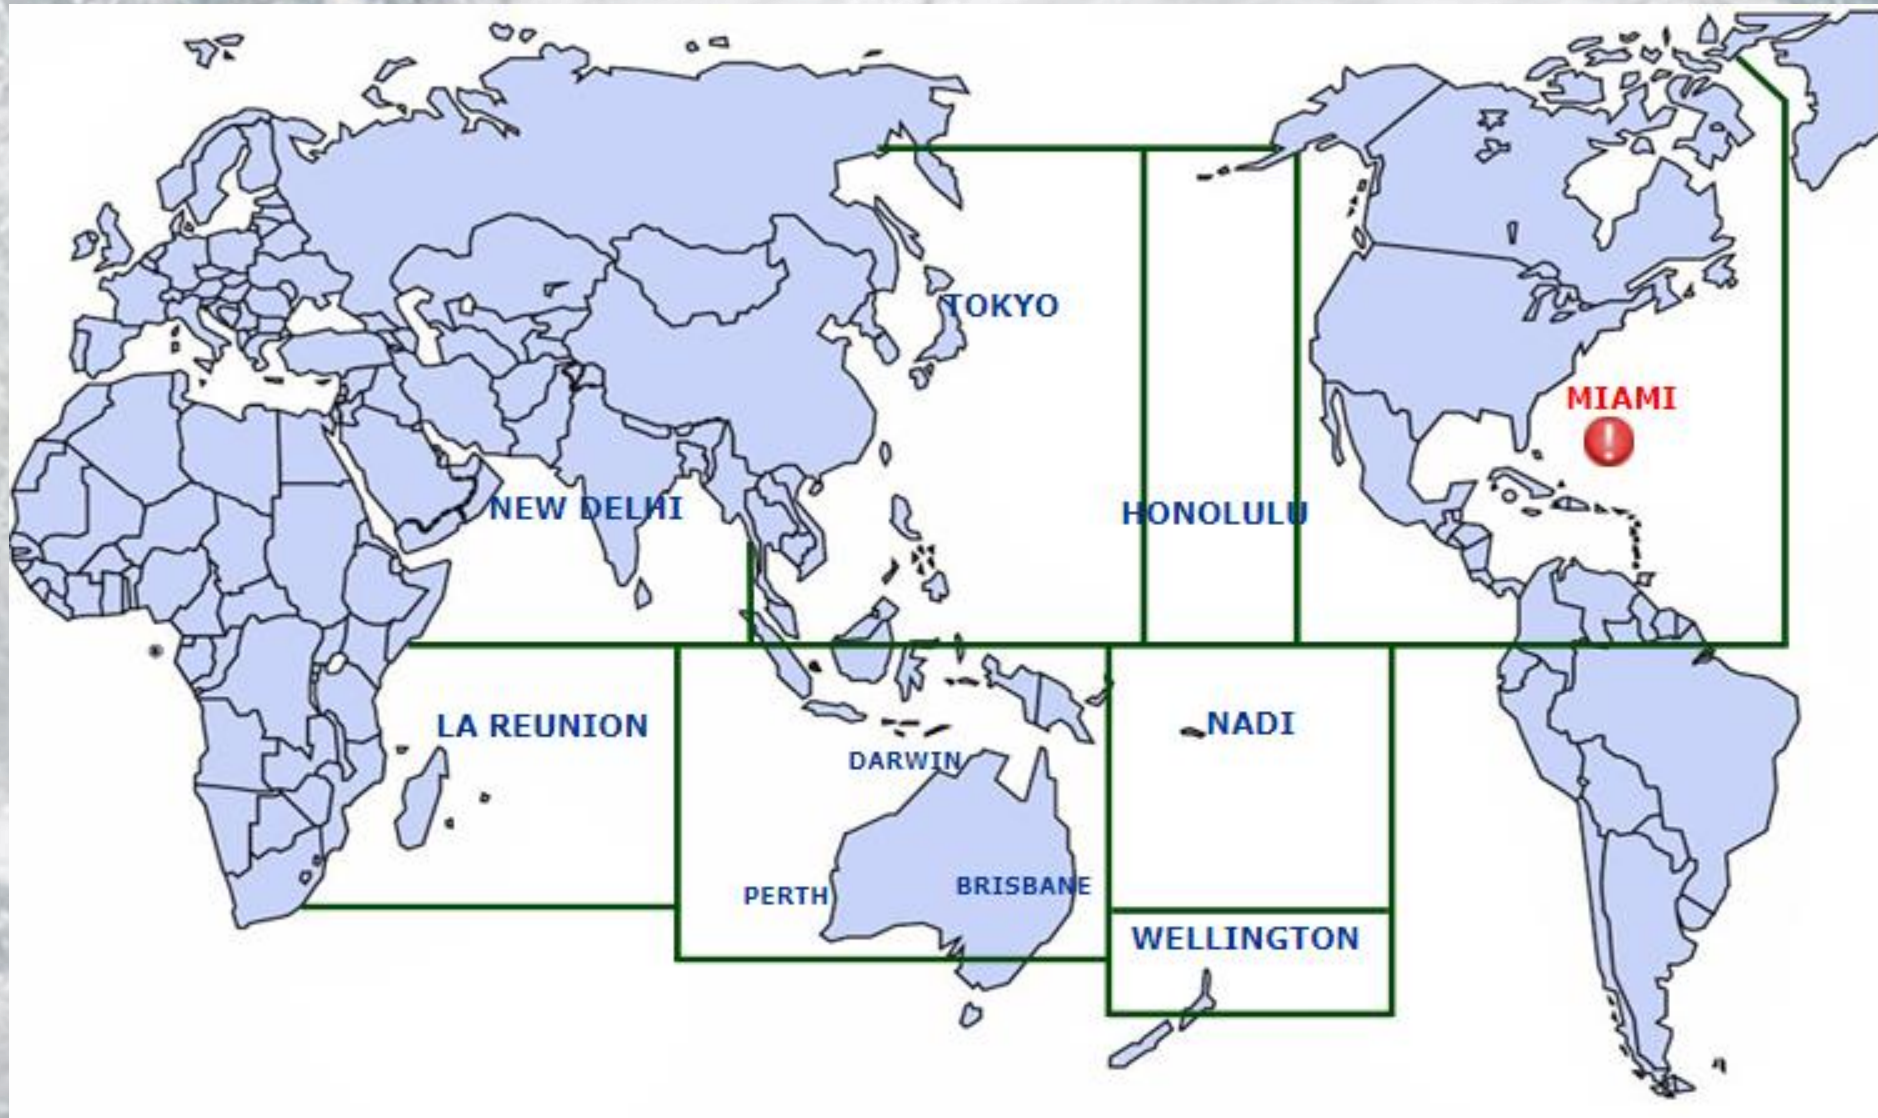 TOKYO
MIAMI
!
NEW DELHI
HONOLULU
LA REUNION
NADI
DARWIN
PERTH
BRISBANE
WELLINGTON